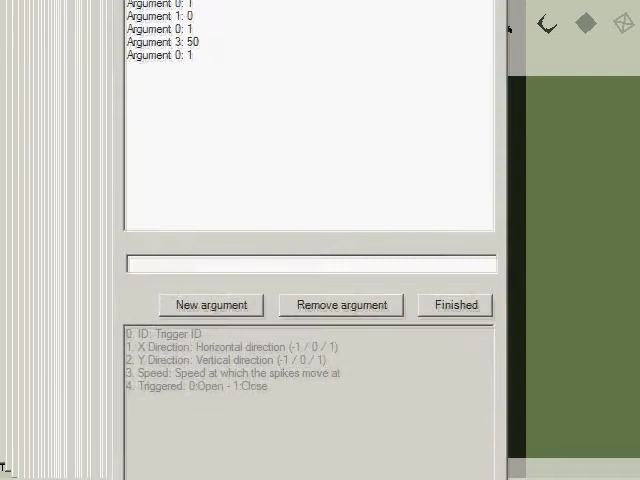 Argument 0: 1
Argument 1: 0
Argument 0: 1
Argument 3: 50
Argument 0: 1
New argument
Remove argument
Finished
0. ID: Trigger ID
1. X Direction: Horizontal direction (-1 / 0 / 1)
2. Y Direction: Vertical direction (-1 / 0 / 1)
3. Speed: Speed at which the spikes move at
4. Triggered: 0:Open - 1:Close